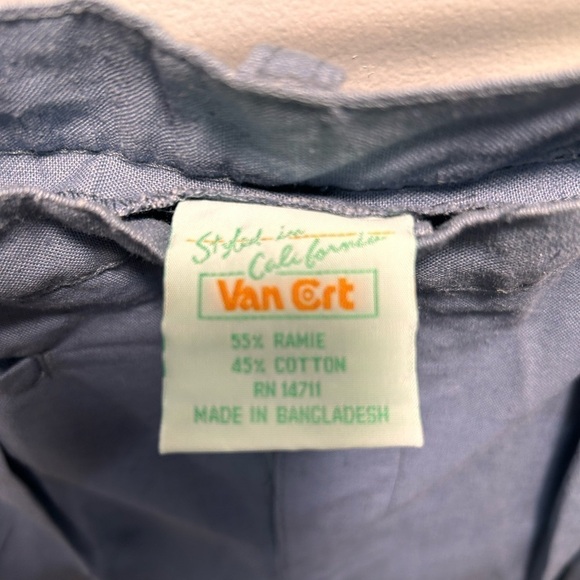 Styled in
California
Van Cort
55% RAMIE
45% COTTON
RN 14711
MADE IN BANGLADESH